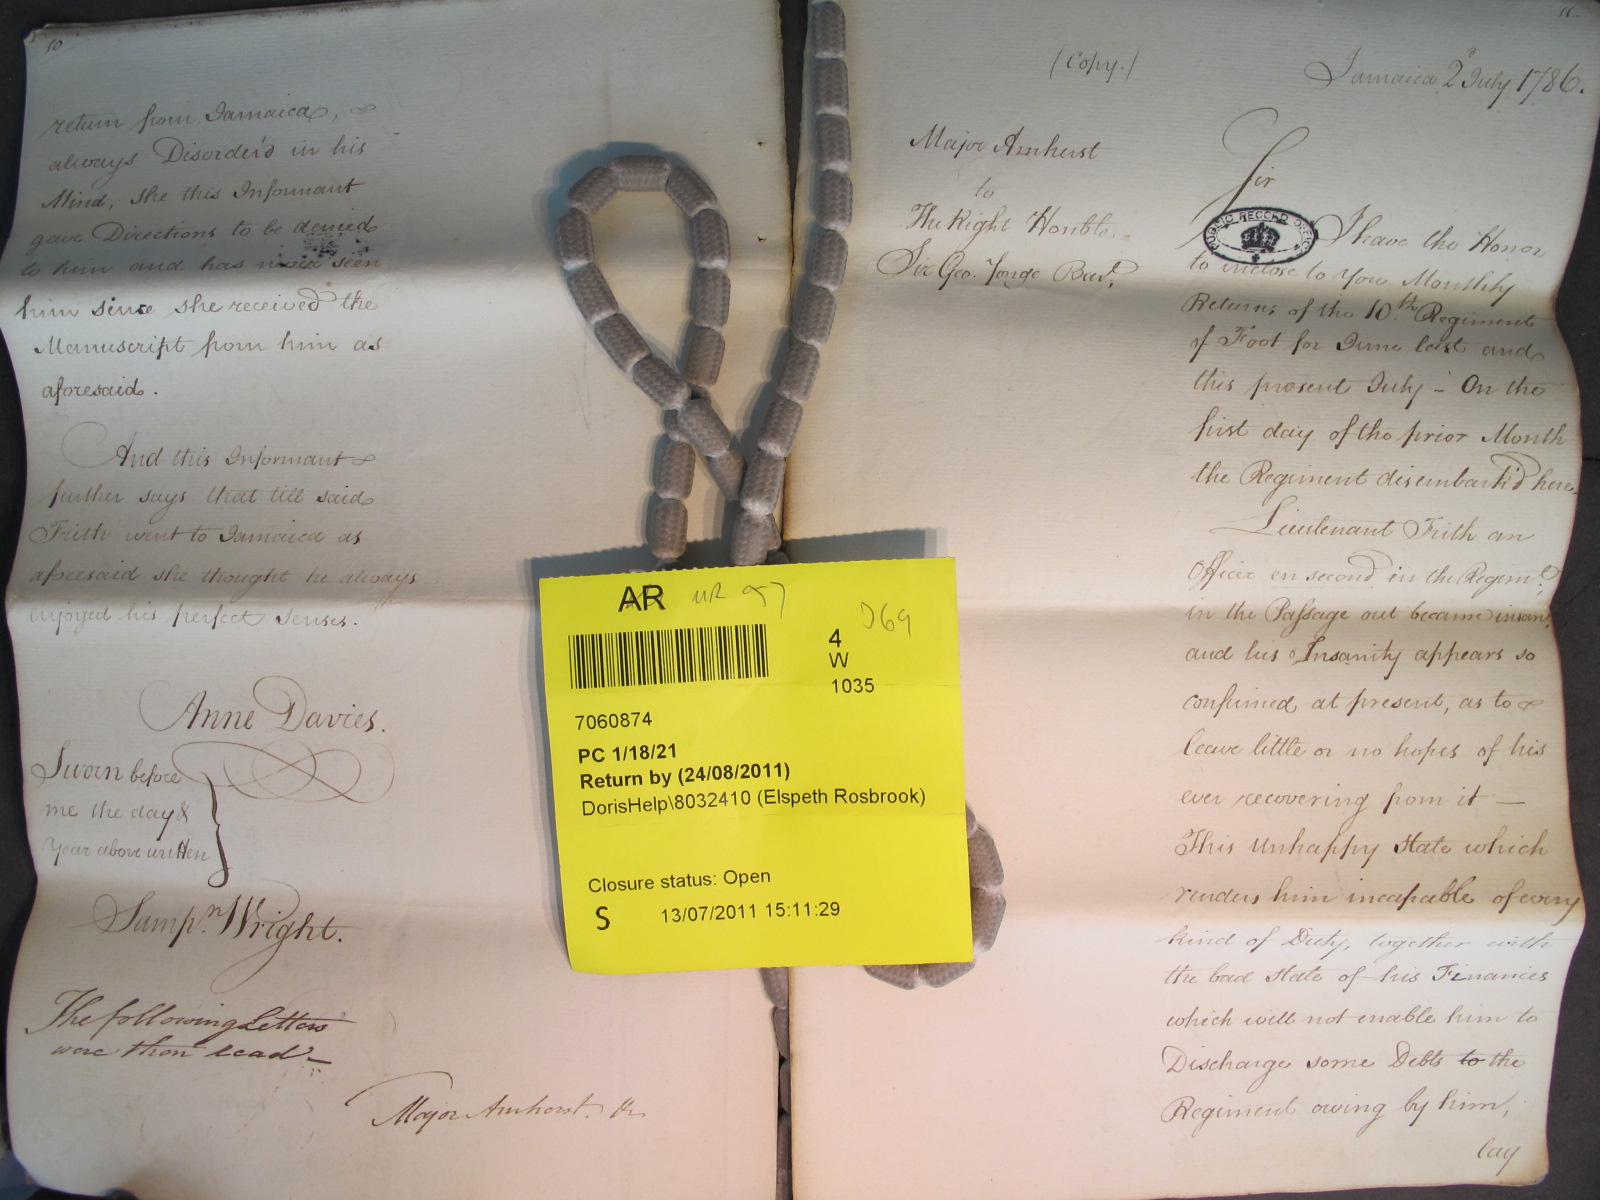 10
return from Jamaica,
always Disorder'd in his
Mind, She this Informant
gave Directions to be denied
to him and has never seen
him since she received the
Manuscript from him as
aforesaid.
And this Informant
further says that till said
Frith went to Jamaica as
aforesaid she thought he always
enjoyed his perfect Senses.
Anne Davies.
Sworn before
me the day &
Year above written
Sampn. Wright.
The following Letters
were then read
Major Amherst
11.
(Copy.)
Jamaica 2d July 1786.
Major Amherst
to
The Right Honble
Sir Geo. Yonge Bart.
Sir
PUBLIC RECORD OFFICE
I have the Honor
to inclose to you Monthly
Returns of the 10.th Regiment
of Foot for June last and
this present July - On the
first day of the prior Month
the Regiment disembark'd here.
Lieutenant Frith an
Officer en second in the Regimt.
in the Passage out became insane,
and his Insanity appears so
confirmed at present, as to
leave little or no hopes of his
ever recovering from it —
This unhappy State which
renders him incapable of every
kind of Duty, together with
the bad State of his Finances
which will not enable him to
Discharge some Debts to the
Regiment owing by him,
lay
AR
4
W
1035
7060874
PC 1/18/21
Return by (24/08/2011)
DorisHelp\8032410 (Elspeth Rosbrook)
Closure status: Open
S 13/07/2011 15:11:29